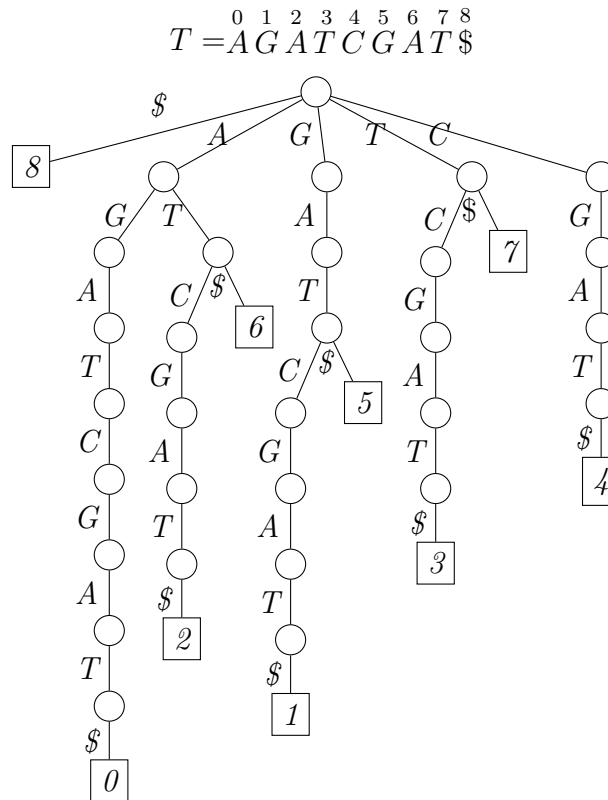 0 1 2 3 4 5 6 7 8
T = A G A T C G A T $
$ A G T C
8
G T A C $ G
7
A C $ T G A
6
T G C $ A T
5
C A G T $
4
G T A $
3
A $ T
2
T $
1
$
0